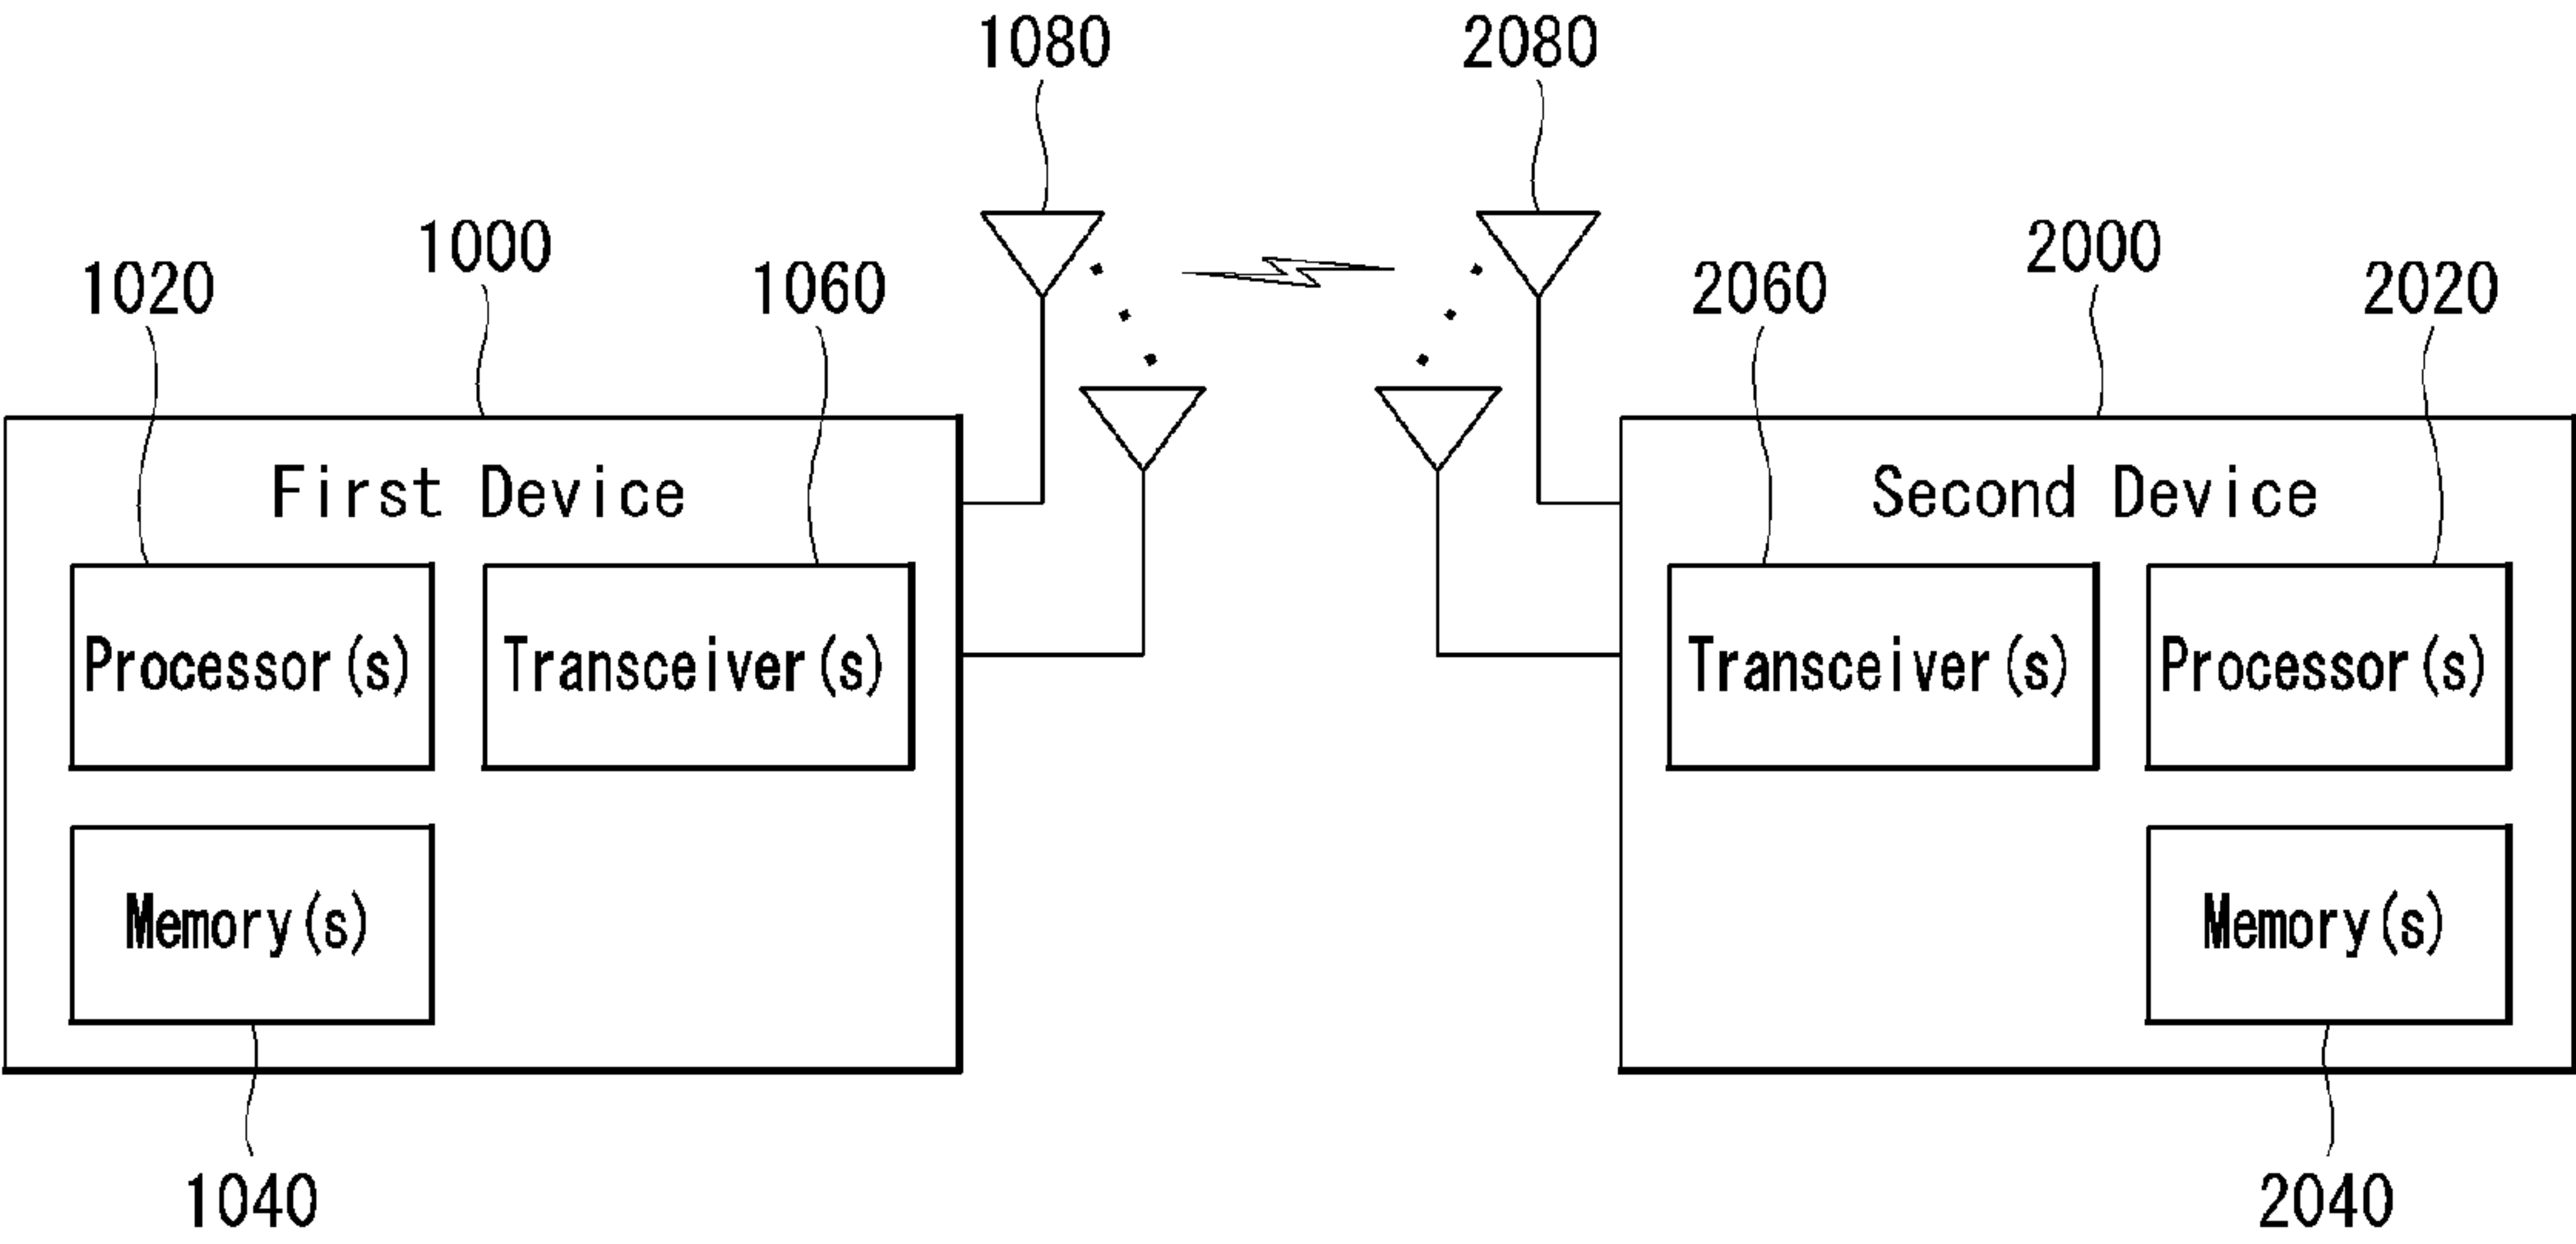 1080 2080
1000 2000
1020 1060 2060 2020
First Device Second Device
Processor(s) Transceiver(s) Transceiver(s) Processor(s)
Memory(s) Memory(s)
1040 2040